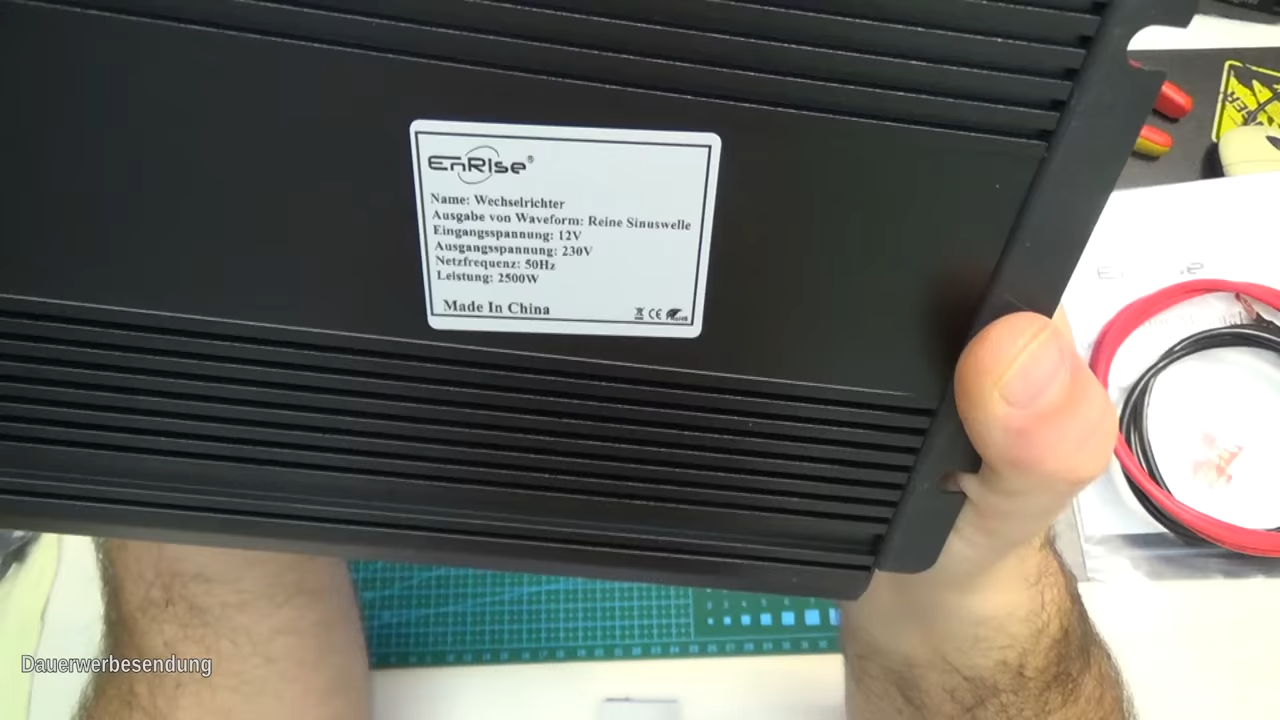 EnRise®
Name: Wechselrichter
Ausgabe von Waveform: Reine Sinuswelle
Eingangsspannung: 12V
Ausgangsspannung: 230V
Netzfrequenz: 50Hz
Leistung: 2500W
Made In China
CE
RoHS
Dauerwerbesendung